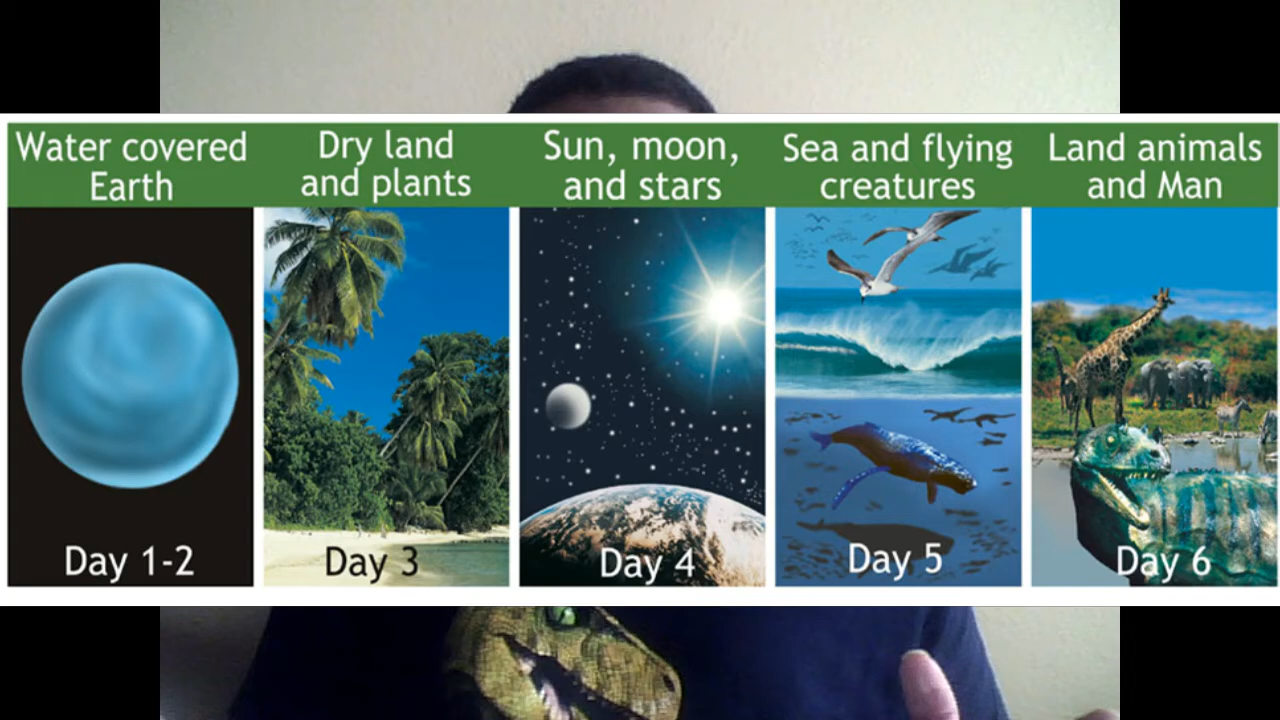 Water covered
Earth
Dry land
and plants
Sun, moon,
and stars
Sea and flying
creatures
Land animals
and Man
Day 1-2
Day 3
Day 4
Day 5
Day 6